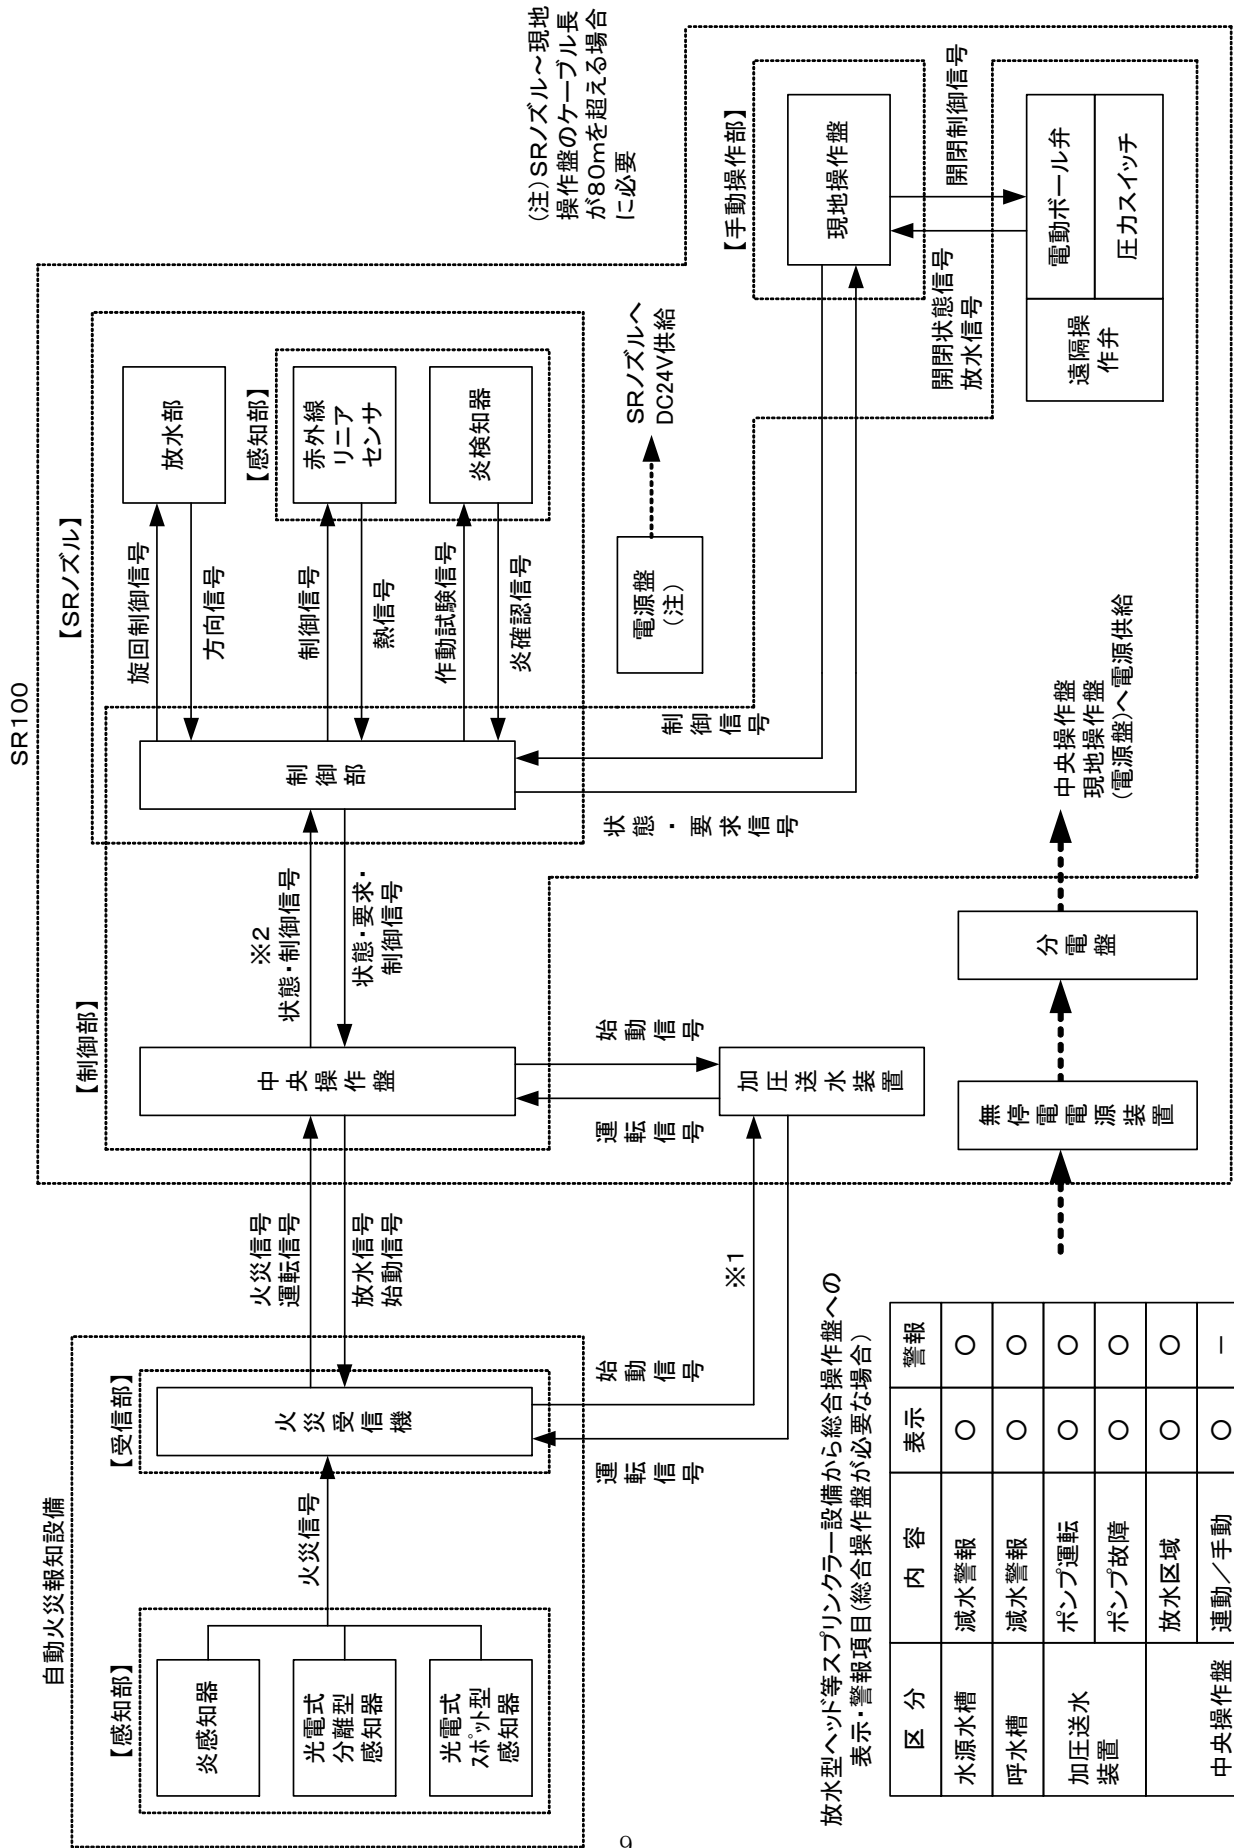 SR100
自動火災報知設備
【感知部】
炎感知器
光電式
分離型
感知器
光電式
スポット型
感知器
火災信号
【受信部】
火災受信機
火災信号
運転信号
放水信号
始動信号
始動信号
運転信号
※1
【制御部】
中央操作盤
※2
状態・制御信号
状態・要求・
制御信号
始動信号
運転信号
加圧送水装置
【SRノズル】
制御部
旋回制御信号
方向信号
放水部
【感知部】
制御信号
熱信号
赤外線
リニア
センサ
作動試験信号
炎確認信号
炎検知器
制御信号
状態・要求信号
電源盤
(注)
SRノズルへ
DC24V供給
(注)SRノズル～現地
操作盤のケーブル長
が80mを超える場合
に必要
【手動操作部】
現地操作盤
開閉制御信号
開閉状態信号
放水信号
遠隔操
作弁
電動ボール弁
圧力スイッチ
無停電電源装置
分電盤
中央操作盤
現地操作盤
(電源盤)へ電源供給
放水型ヘッド等スプリンクラー設備から総合操作盤への
表示・警報項目(総合操作盤が必要な場合)
区 分 内 容 表示 警報
水源水槽 減水警報 ○ ○
呼水槽 減水警報 ○ ○
加圧送水
装置
ポンプ運転 ○ ○
ポンプ故障 ○ ○
中央操作盤
放水区域 ○ ○
連動／手動 ○ －
9